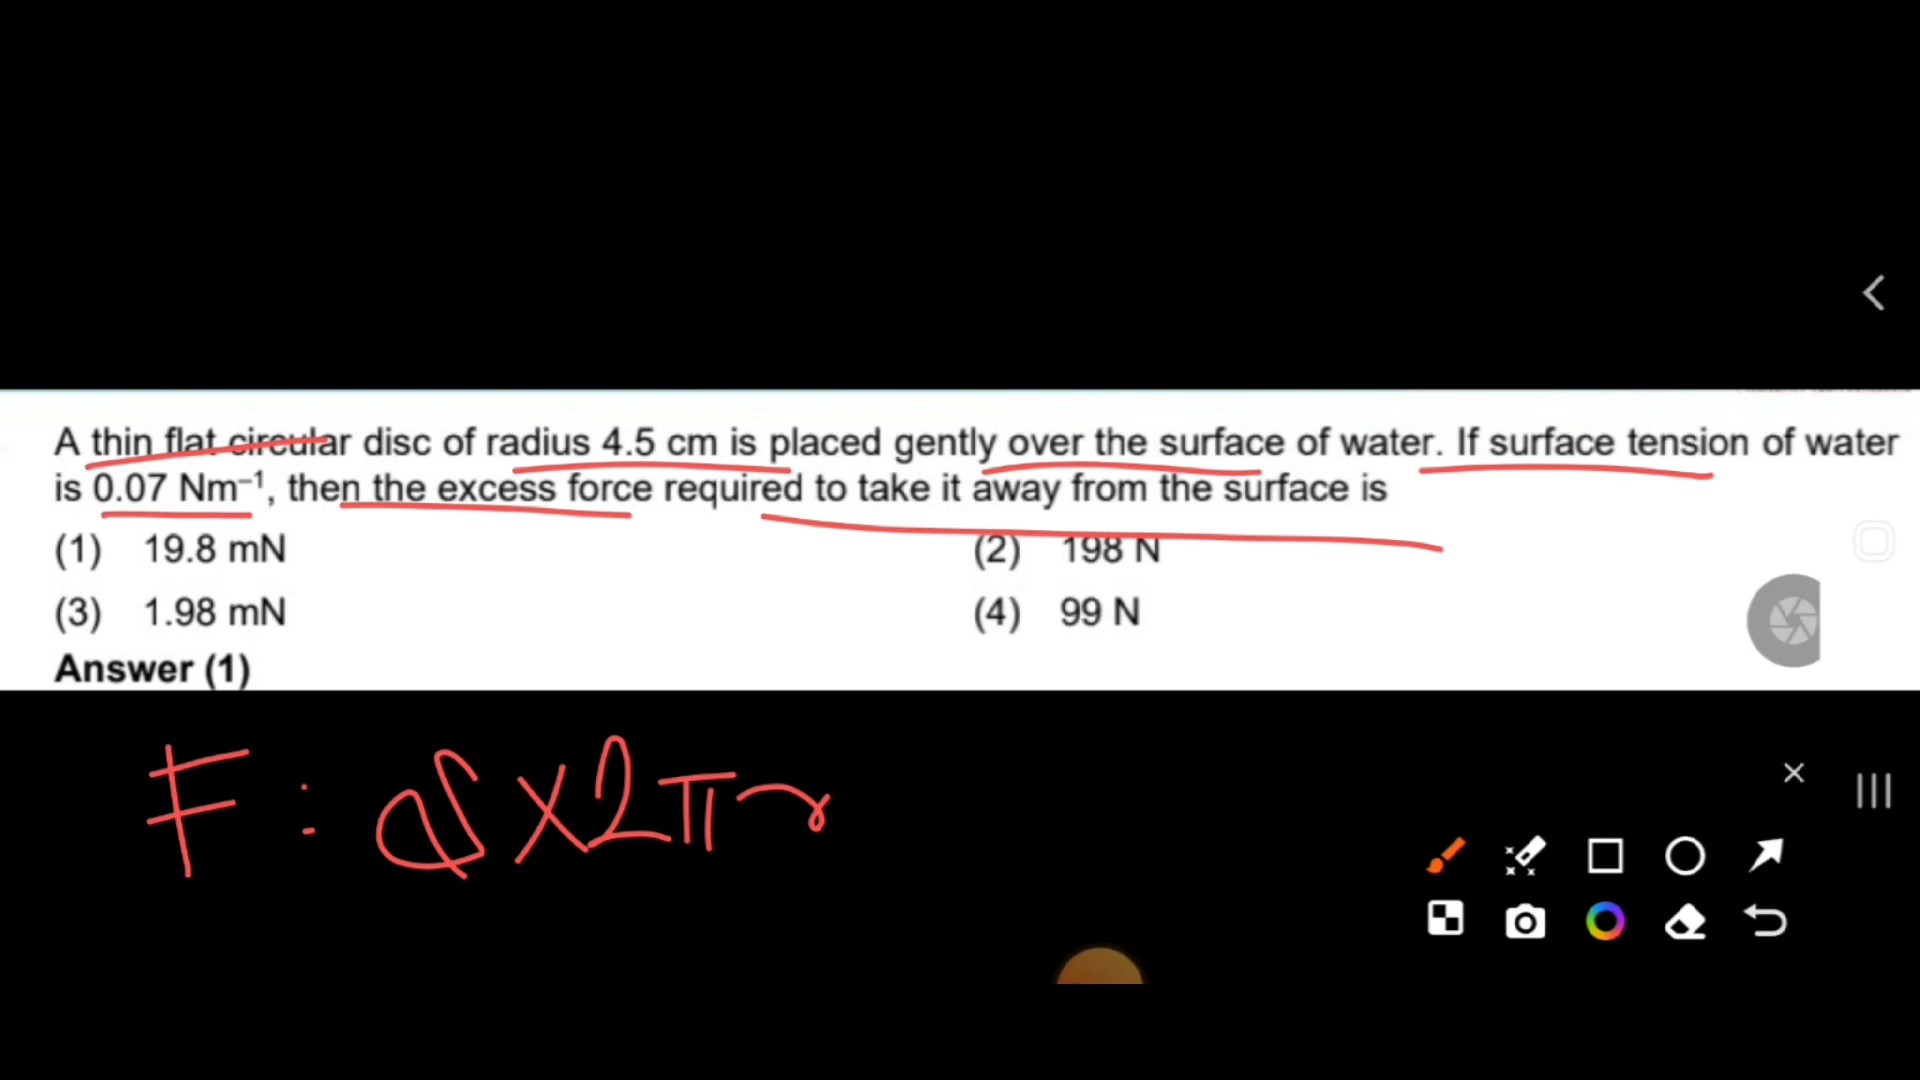 A thin flat circular disc of radius 4.5 cm is placed gently over the surface of water. If surface tension of water
is 0.07 Nm⁻¹, then the excess force required to take it away from the surface is
(1) 19.8 mN (2) 198 N
(3) 1.98 mN (4) 99 N
Answer (1)
F = S × 2πr